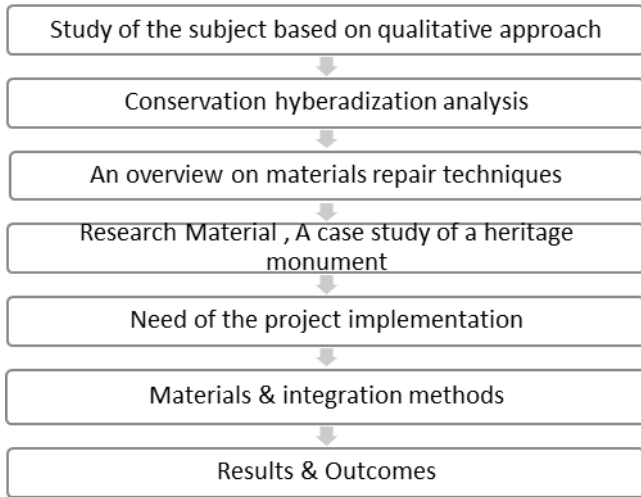 Study of the subject based on qualitative approach
Conservation hyberadization analysis
An overview on materials repair techniques
Research Material , A case study of a heritage
monument
Need of the project implementation
Materials & integration methods
Results & Outcomes